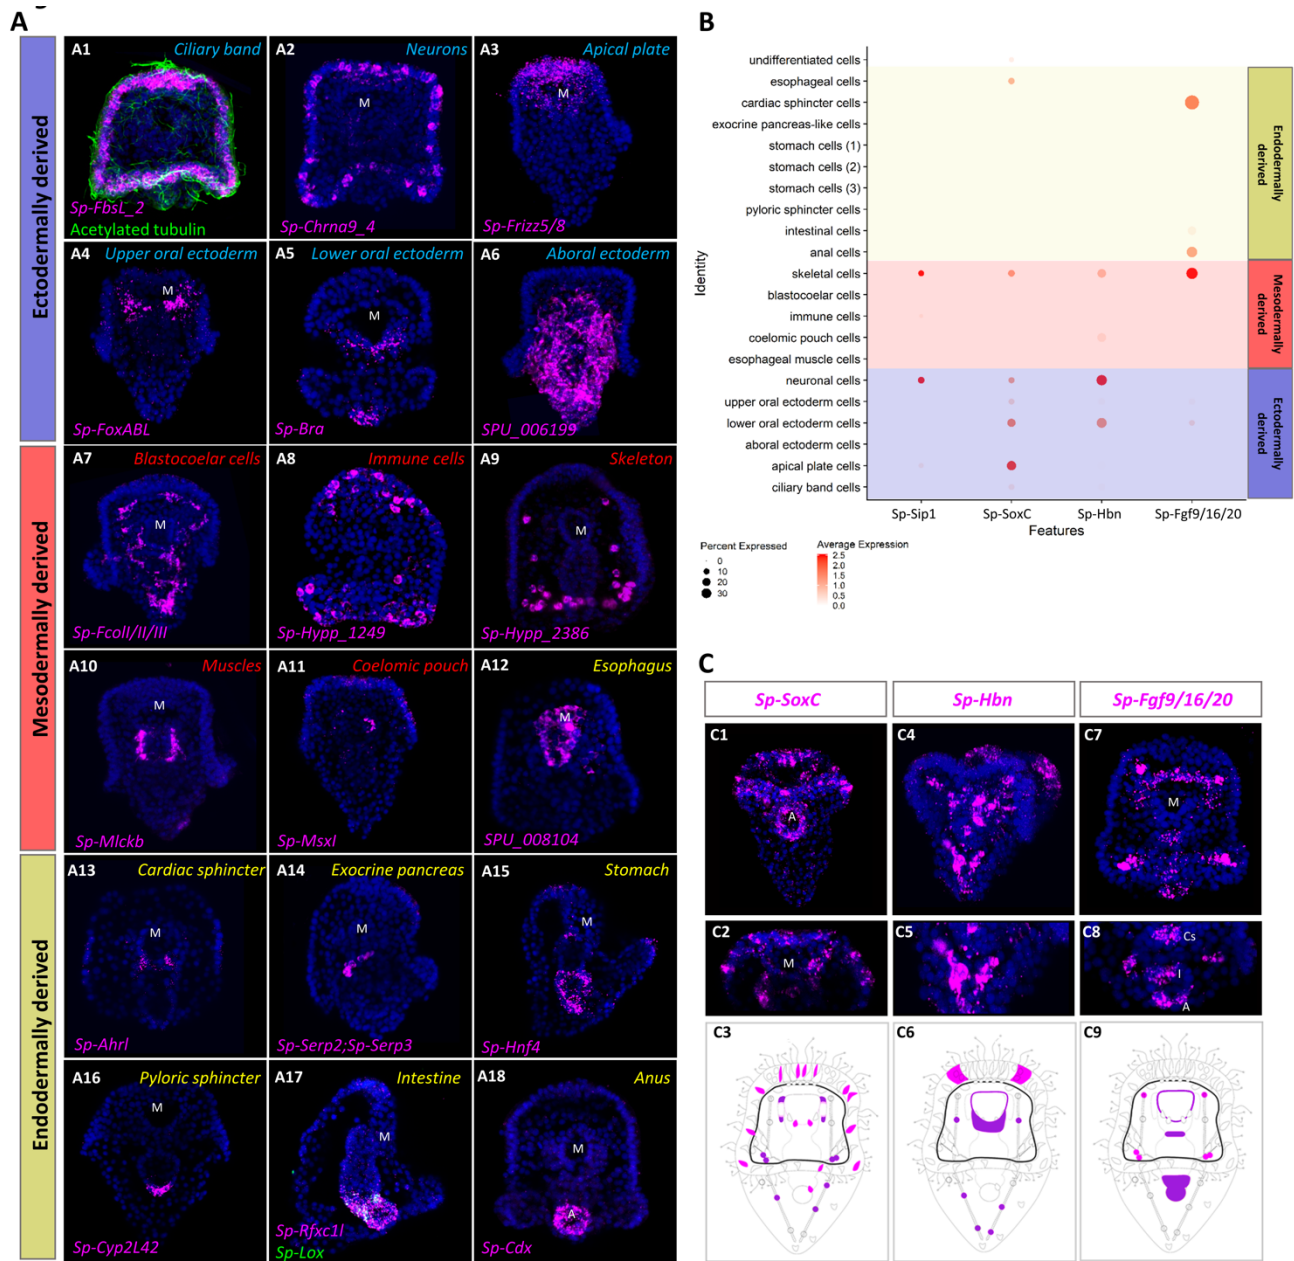 A
B
A1
Ciliary band
Sp-FbsL_2
Acetylated tubulin
A2
Neurons
M
Sp-Chrna9_4
A3
Apical plate
M
Sp-Frizz5/8
A4
Upper oral ectoderm
M
Sp-FoxABL
A5
Lower oral ectoderm
M
Sp-Bra
A6
Aboral ectoderm
SPU_006199
Ectodermally derived
A7
Blastocoelar cells
M
Sp-Fcoll/II/III
A8
Immune cells
Sp-Hypp_1249
A9
Skeleton
M
Sp-Hypp_2386
A10
Muscles
M
Sp-Mlckb
A11
Coelomic pouch
Sp-Msxl
A12
Esophagus
M
SPU_008104
Mesodermally derived
A13
Cardiac sphincter
M
Sp-Ahrl
A14
Exocrine pancreas
M
Sp-Serp2;Sp-Serp3
A15
Stomach
M
Sp-Hnf4
A16
Pyloric sphincter
M
Sp-Cyp2L42
A17
Intestine
M
Sp-Rfxc1l
Sp-Lox
A18
Anus
M
A
Sp-Cdx
Endodermally derived
Identity
undifferentiated cells
esophageal cells
cardiac sphincter cells
exocrine pancreas-like cells
stomach cells (1)
stomach cells (2)
stomach cells (3)
pyloric sphincter cells
intestinal cells
anal cells
skeletal cells
blastocoelar cells
immune cells
coelomic pouch cells
esophageal muscle cells
neuronal cells
upper oral ectoderm cells
lower oral ectoderm cells
aboral ectoderm cells
apical plate cells
ciliary band cells
Endodermally
derived
Mesodermally
derived
Ectodermally
derived
Sp-Sip1
Sp-SoxC
Sp-Hbn
Sp-Fgf9/16/20
Features
Percent Expressed
0
10
20
30
Average Expression
2.5
2.0
1.5
1.0
0.5
0.0
C
Sp-SoxC
Sp-Hbn
Sp-Fgf9/16/20
C1
A
C4
C7
M
C2
M
C5
C8
Cs
I
A
C3
C6
C9